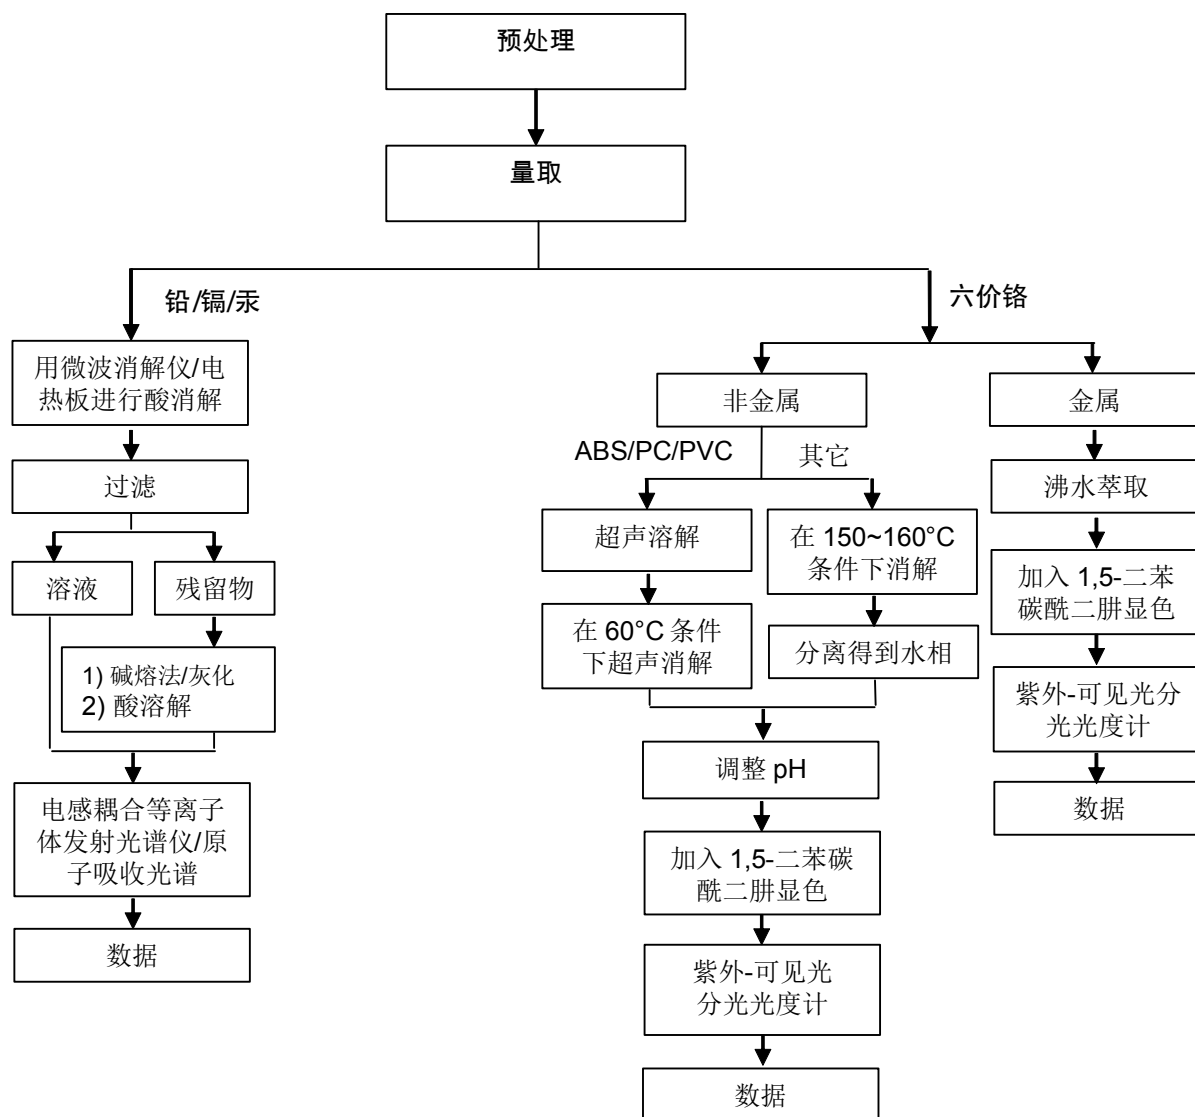 预处理
量取
铅/镉/汞
六价铬
用微波消解仪/电
热板进行酸消解
过滤
溶液
残留物
1) 碱熔法/灰化
2) 酸溶解
电感耦合等离子
体发射光谱仪/原
子吸收光谱
数据
非金属
ABS/PC/PVC
其它
超声溶解
在 60°C 条件
下超声消解
在 150~160°C
条件下消解
分离得到水相
调整 pH
加入 1,5-二苯碳
酰二肼显色
紫外-可见光
分光光度计
数据
金属
沸水萃取
加入 1,5-二苯
碳酰二肼显色
紫外-可见光分
光光度计
数据